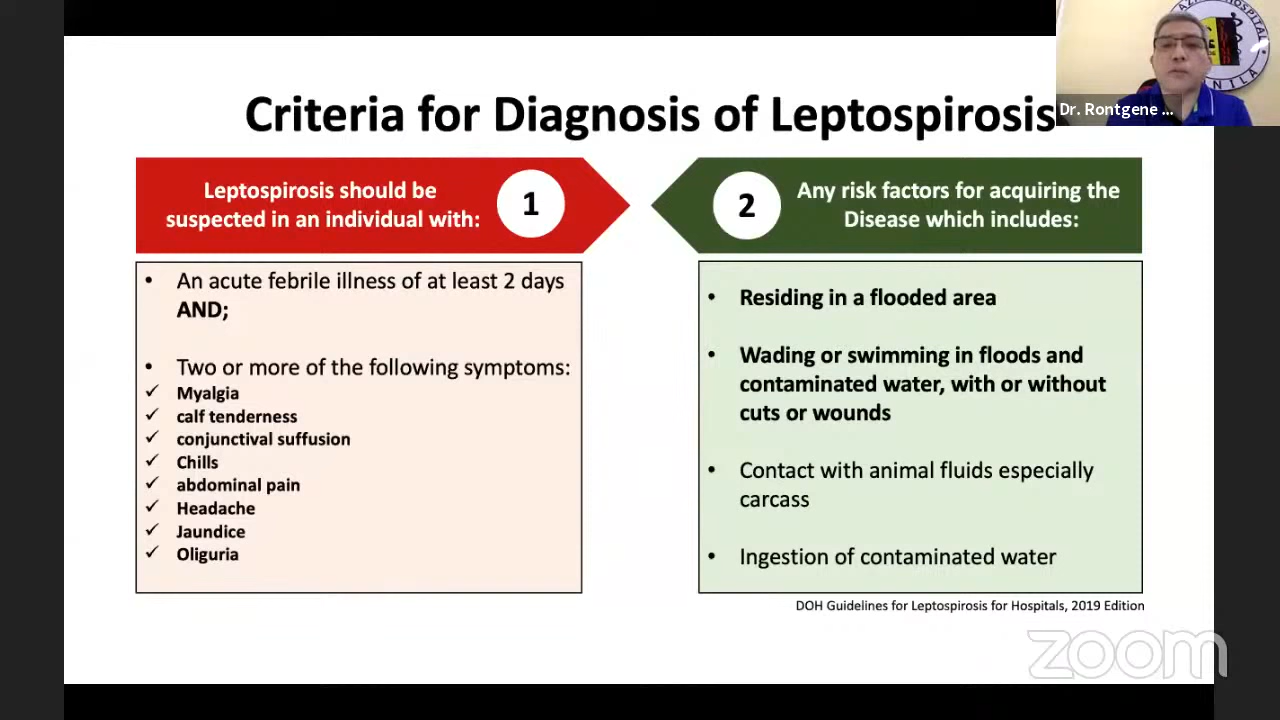 Criteria for Diagnosis of Leptospirosis
Dr. Rontgene ...
Leptospirosis should be
suspected in an individual with:
1
2
Any risk factors for acquiring the
Disease which includes:
• An acute febrile illness of at least 2 days
AND;
• Two or more of the following symptoms:
✓ Myalgia
✓ calf tenderness
✓ conjunctival suffusion
✓ Chills
✓ abdominal pain
✓ Headache
✓ Jaundice
✓ Oliguria
• Residing in a flooded area
• Wading or swimming in floods and
contaminated water, with or without
cuts or wounds
• Contact with animal fluids especially
carcass
• Ingestion of contaminated water
DOH Guidelines for Leptospirosis for Hospitals, 2019 Edition
zoom